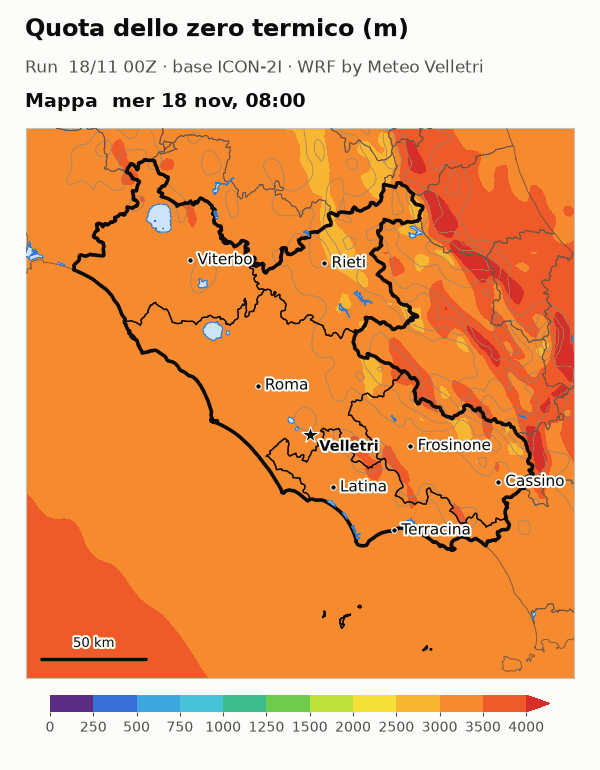 Quota dello zero termico (m)
Run  18/11 00Z · base ICON-2I · WRF by Meteo Velletri
Mappa  mer 18 nov, 08:00
Viterbo
Rieti
Roma
Velletri
Frosinone
Latina
Cassino
Terracina
50 km
0 250 500 750 1000 1250 1500 2000 2500 3000 3500 4000